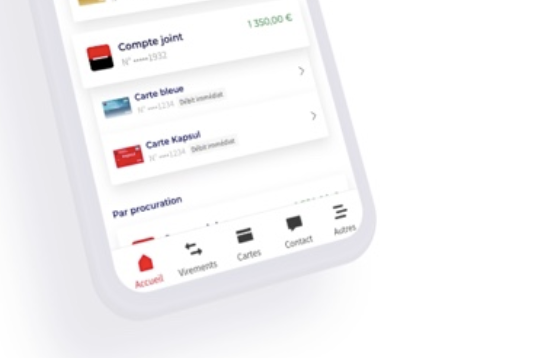 Compte joint
1 350,00 €
N° •••••1932
Carte bleue
N° •••1234 Débit immédiat
Carte Kapsul
N° •••1234 Débit immédiat
Par procuration
Accueil
Virements
Cartes
Contact
Autres